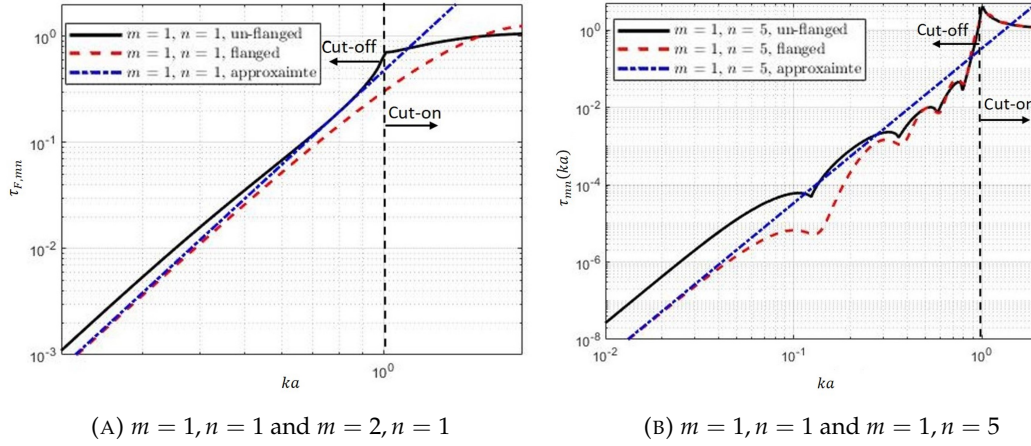 10^0
10^-1
10^-2
10^-3
τ_{F,mn}
m = 1, n = 1, un-flanged
m = 1, n = 1, flanged
m = 1, n = 1, approxaimte
Cut-off
Cut-on
10^0
ka
(A) m = 1, n = 1 and m = 2, n = 1
10^0
10^-2
10^-4
10^-6
10^-8
τ_{mn}(ka)
m = 1, n = 5, un-flanged
m = 1, n = 5, flanged
m = 1, n = 5, approxaimte
Cut-off
Cut-on
10^-2
10^-1
10^0
ka
(B) m = 1, n = 1 and m = 1, n = 5